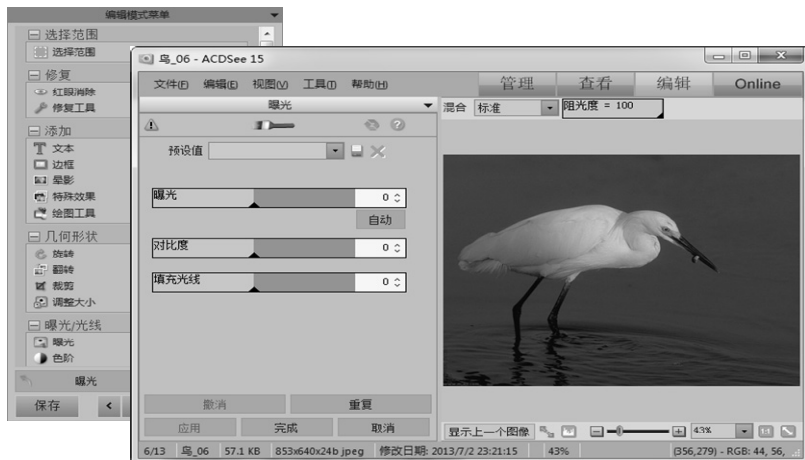 编辑模式菜单
选择范围
选择范围
修复
红眼消除
修复工具
添加
文本
边框
晕影
特殊效果
绘图工具
几何形状
旋转
翻转
裁剪
调整大小
曝光/光线
曝光
色阶
曝光
保存
鸟_06 - ACDSee 15
文件(F) 编辑(E) 视图(V) 工具(T) 帮助(H) 管理 查看 编辑 Online
曝光
混合 标准 阻光度 = 100
预设值
曝光 0
自动
对比度 0
填充光线 0
撤消 重复
应用 完成 取消
显示上一个图像 43% 1:1
6/13 鸟_06 57.1 KB 853x640x24b jpeg 修改日期: 2013/7/2 23:21:15 43% (356,279) - RGB: 44, 56,